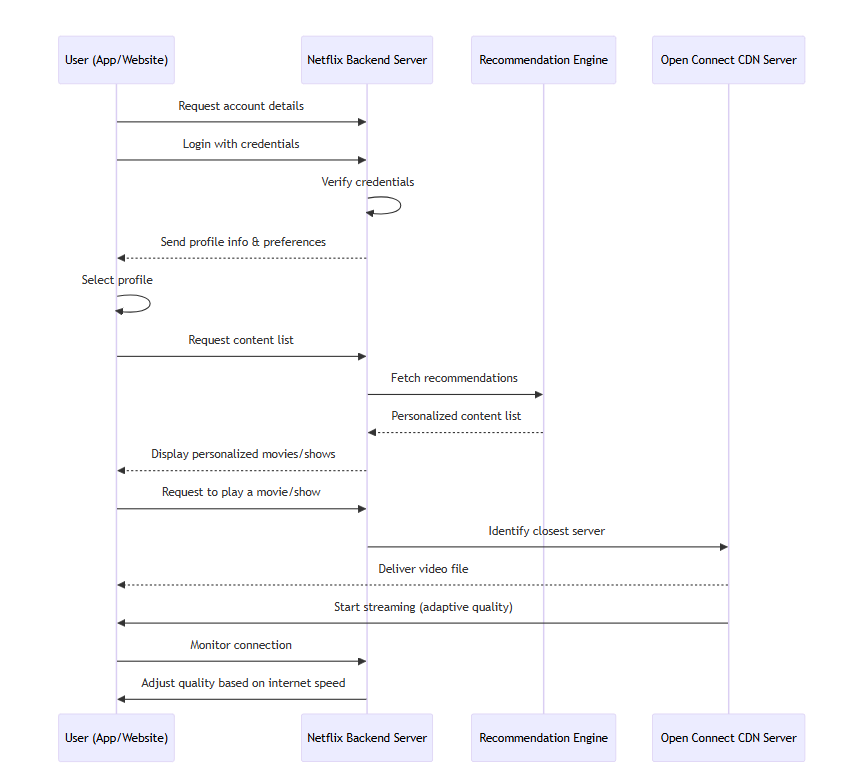 User (App/Website)
Netflix Backend Server
Recommendation Engine
Open Connect CDN Server
Request account details
Login with credentials
Verify credentials
Send profile info & preferences
Select profile
Request content list
Fetch recommendations
Personalized content list
Display personalized movies/shows
Request to play a movie/show
Identify closest server
Deliver video file
Start streaming (adaptive quality)
Monitor connection
Adjust quality based on internet speed
User (App/Website)
Netflix Backend Server
Recommendation Engine
Open Connect CDN Server